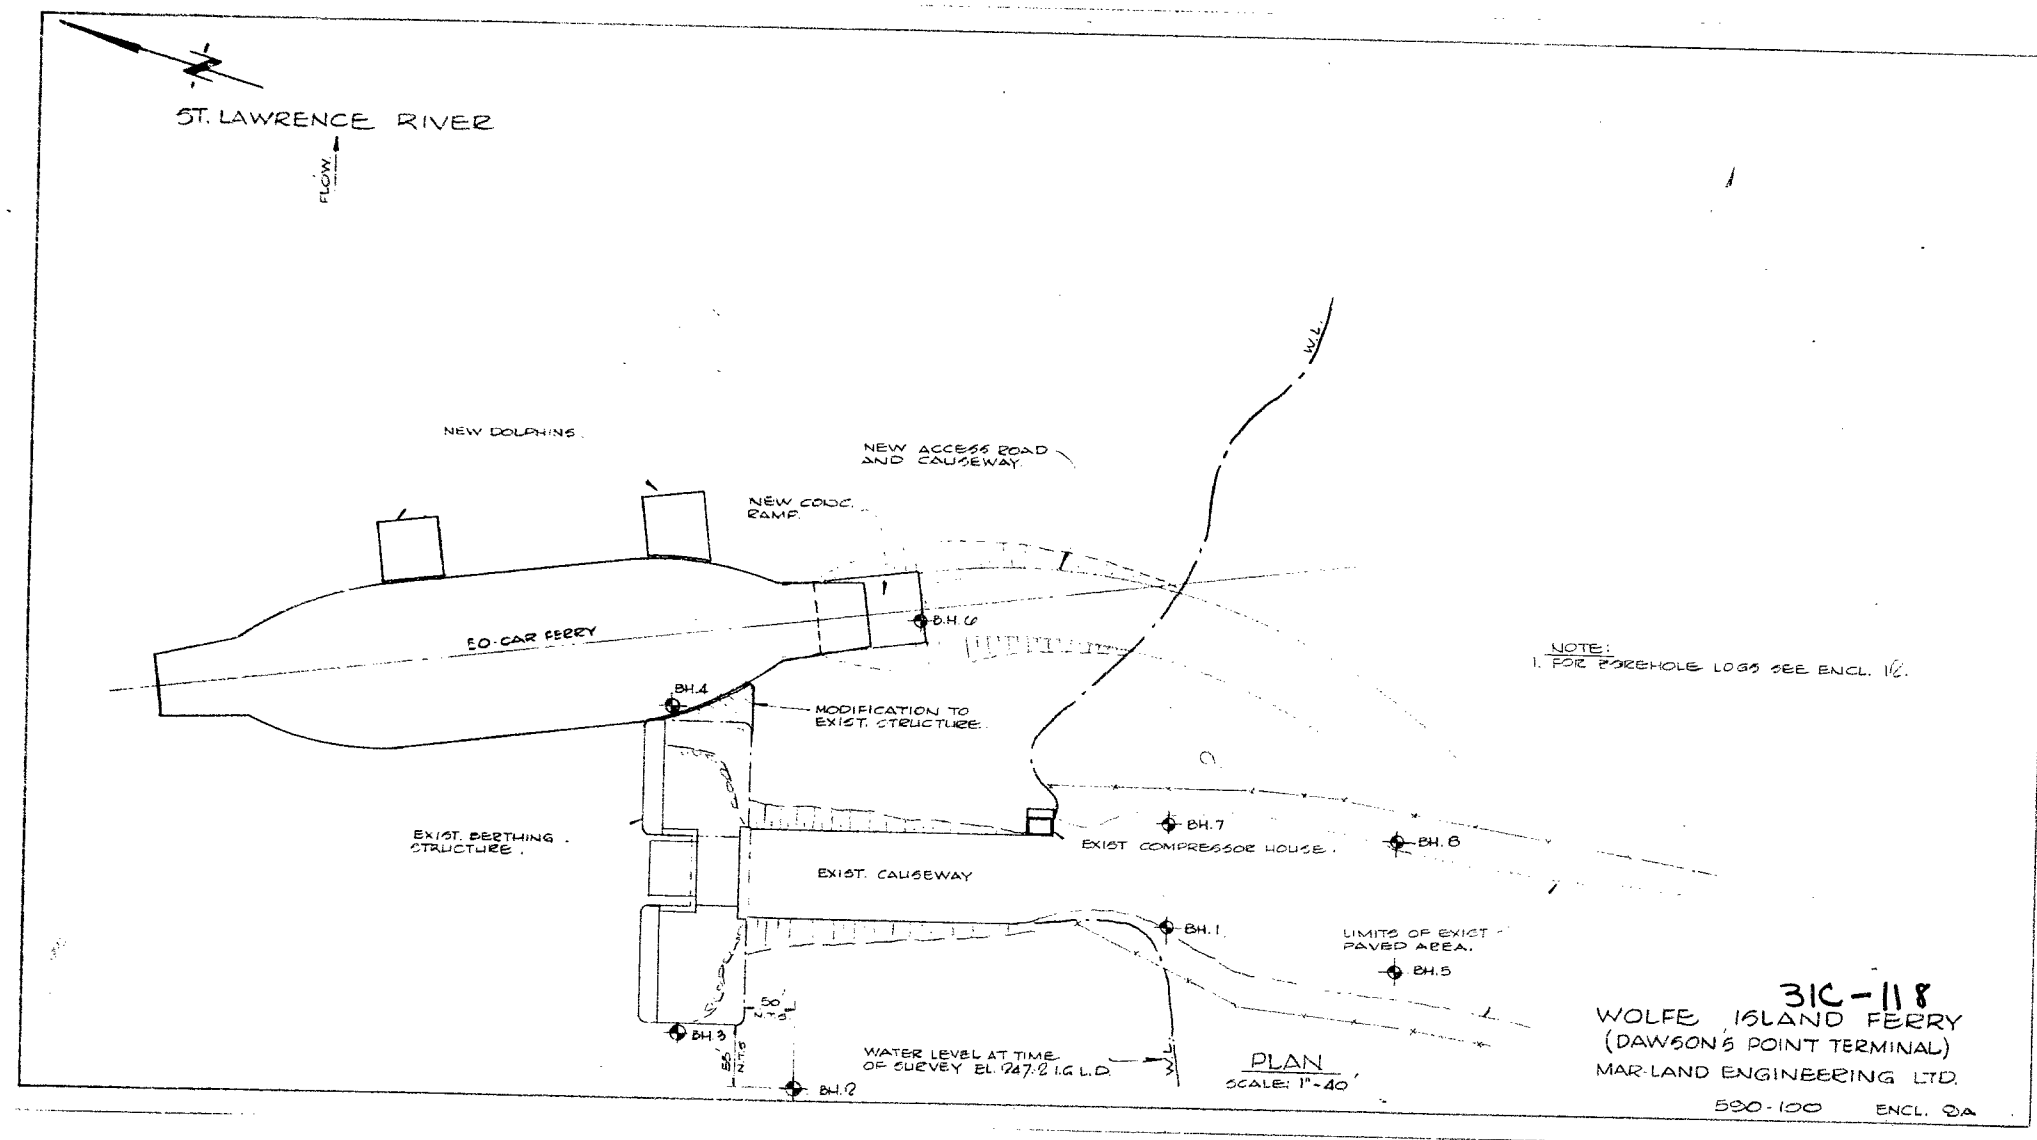 ST. LAWRENCE RIVER
FLOW.
W.L.
NEW DOLPHINS.
NEW ACCESS ROAD
AND CAUSEWAY.
NEW CONC.
RAMP.
50-CAR FERRY
B.H.6
NOTE:
1. FOR BOREHOLE LOGS SEE ENCL.
BH.4
MODIFICATION TO
EXIST. STRUCTURE.
EXIST. BERTHING
STRUCTURE.
BH.7
EXIST COMPRESSOR HOUSE.
BH.8
EXIST. CAUSEWAY
BH.1.
LIMITS OF EXIST
PAVED AREA.
BH.5
50'
N.T.S.
BH.3
N.T.S
BH.2
WATER LEVEL AT TIME
OF SURVEY EL. 247.2 I.G.L.D.
W.L.
PLAN
SCALE: 1"-40'
31C-118
WOLFE ISLAND FERRY
(DAWSON'S POINT TERMINAL)
MAR-LAND ENGINEERING LTD.
590-100 ENCL. 2A